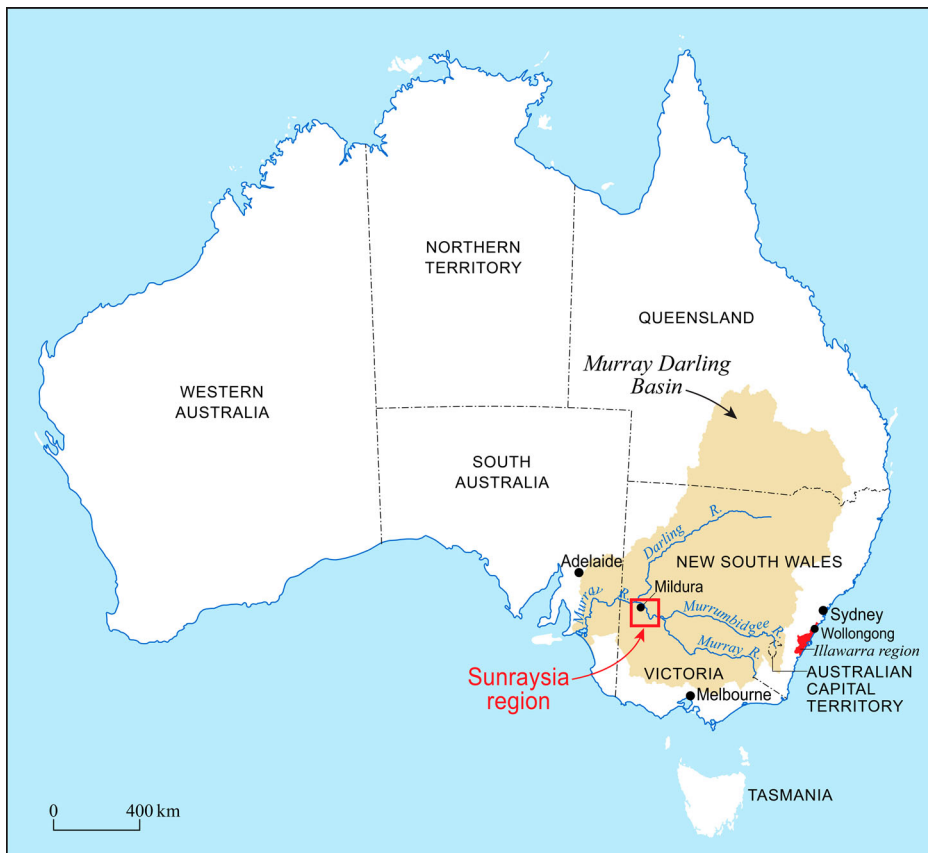 NORTHERN
TERRITORY
QUEENSLAND
Murray Darling
Basin
WESTERN
AUSTRALIA
SOUTH
AUSTRALIA
Darling R.
NEW SOUTH WALES
Adelaide
Mildura
Murray R.
Murrumbidgee R.
Sydney
Wollongong
Illawarra region
Murray R.
Sunraysia
region
VICTORIA
AUSTRALIAN
CAPITAL
TERRITORY
Melbourne
TASMANIA
0 400 km